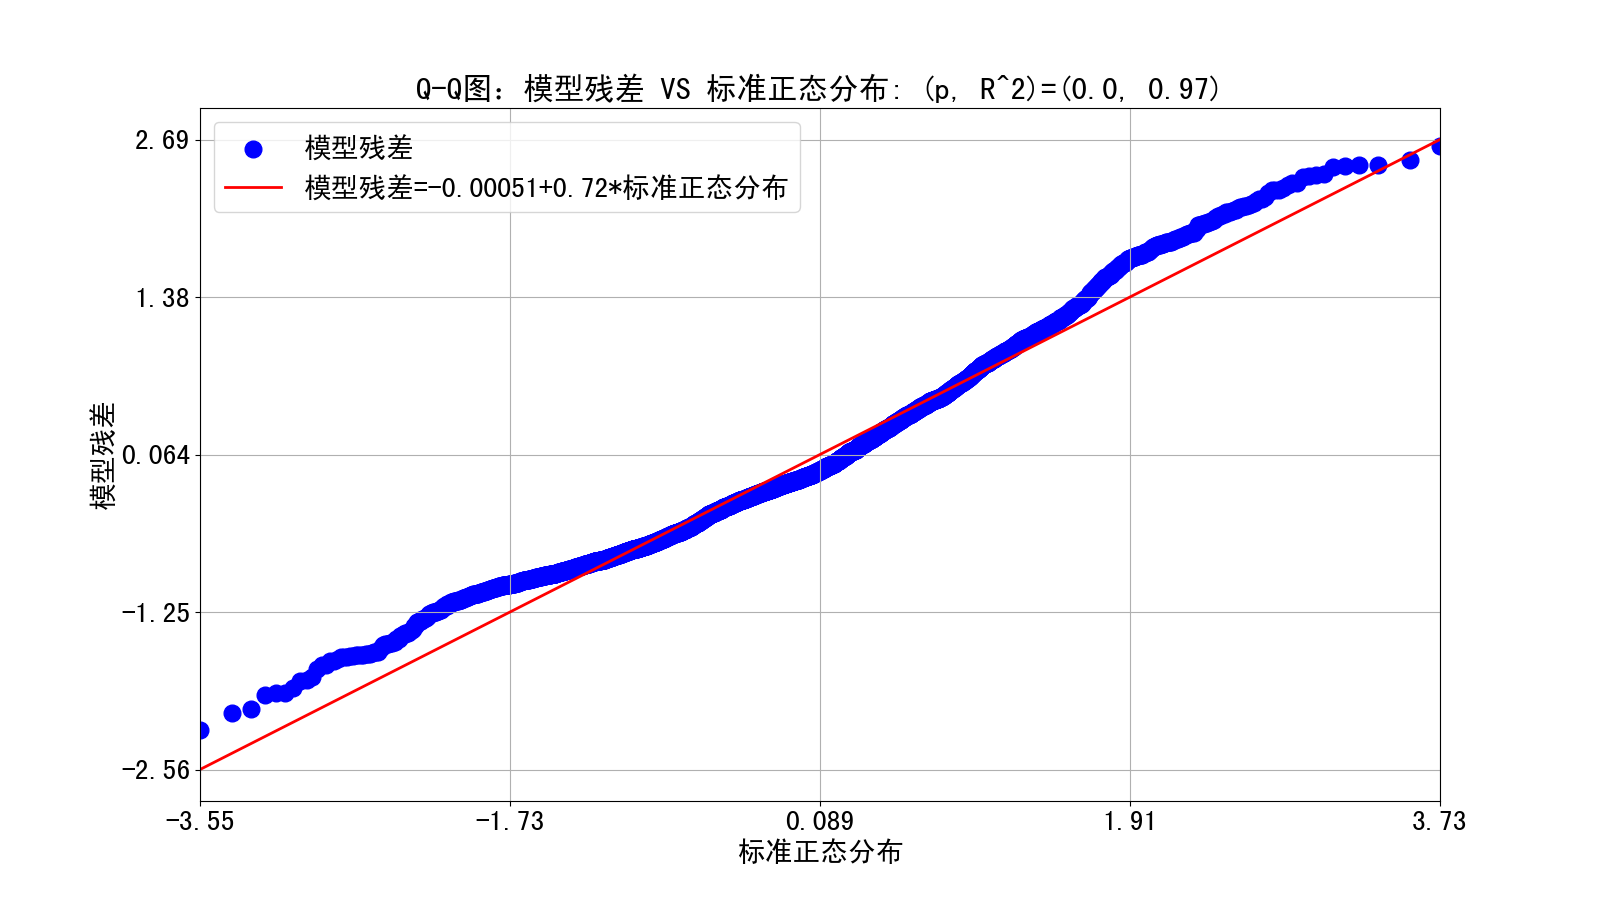 Q-Q图: 模型残差 VS 标准正态分布: (p, R^2)=(0.0, 0.97)
模型残差
模型残差=-0.00051+0.72*标准正态分布
2.69
1.38
0.064
-1.25
-2.56
模型残差
-3.55
-1.73
0.089
1.91
3.73
标准正态分布